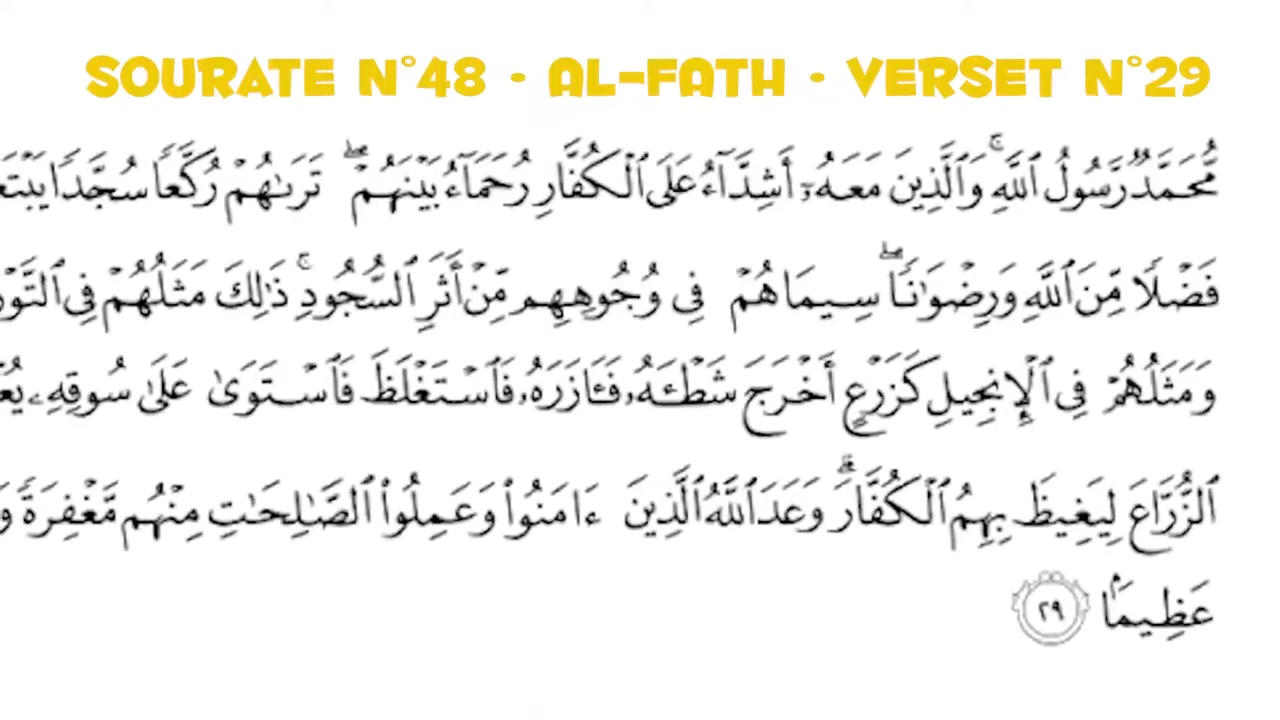 SOURATE N°48 • AL-FATH • VERSET N°29
مُّحَمَّدٌ رَّسُولُ ٱللَّهِ ۚ وَٱلَّذِينَ مَعَهُۥٓ أَشِدَّآءُ عَلَى ٱلْكُفَّارِ رُحَمَآءُ بَيْنَهُمْ ۖ تَرَىٰهُمْ رُكَّعًا سُجَّدًا
فَضْلًا مِّنَ ٱللَّهِ وَرِضْوَٰنًا ۖ سِيمَاهُمْ فِى وُجُوهِهِم مِّنْ أَثَرِ ٱلسُّجُودِ ۚ ذَٰلِكَ مَثَلُهُمْ فِى
وَمَثَلُهُمْ فِى ٱلْإِنجِيلِ كَزَرْعٍ أَخْرَجَ شَطْـَٔهُۥ فَـَٔازَرَهُۥ فَٱسْتَغْلَظَ فَٱسْتَوَىٰ عَلَىٰ سُوقِهِۦ
ٱلزُّرَّاعَ لِيَغِيظَ بِهِمُ ٱلْكُفَّارَ ۗ وَعَدَ ٱللَّهُ ٱلَّذِينَ ءَامَنُوا۟ وَعَمِلُوا۟ ٱلصَّٰلِحَٰتِ مِنْهُم مَّغْفِرَةً
عَظِيمًۢا ٢٩